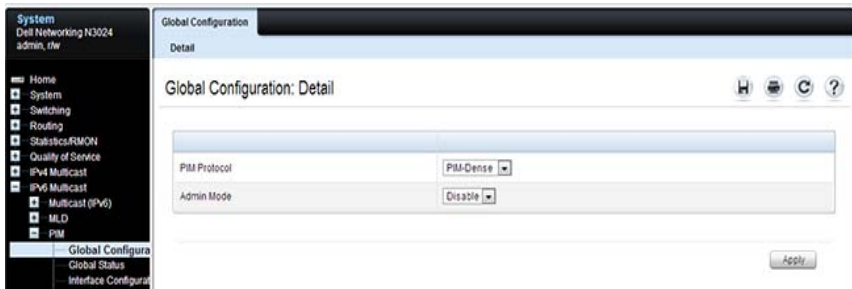 System
Dell Networking N3024
admin, r/w
Home
System
Switching
Routing
Statistics/RMON
Quality of Service
IPv4 Multicast
IPv6 Multicast
Multicast (IPv6)
MLD
PIM
Global Configura
Global Status
Interface Configurat
Global Configuration
Detail
Global Configuration: Detail
H C ?
PIM Protocol PIM-Dense
Admin Mode Disable
Apply